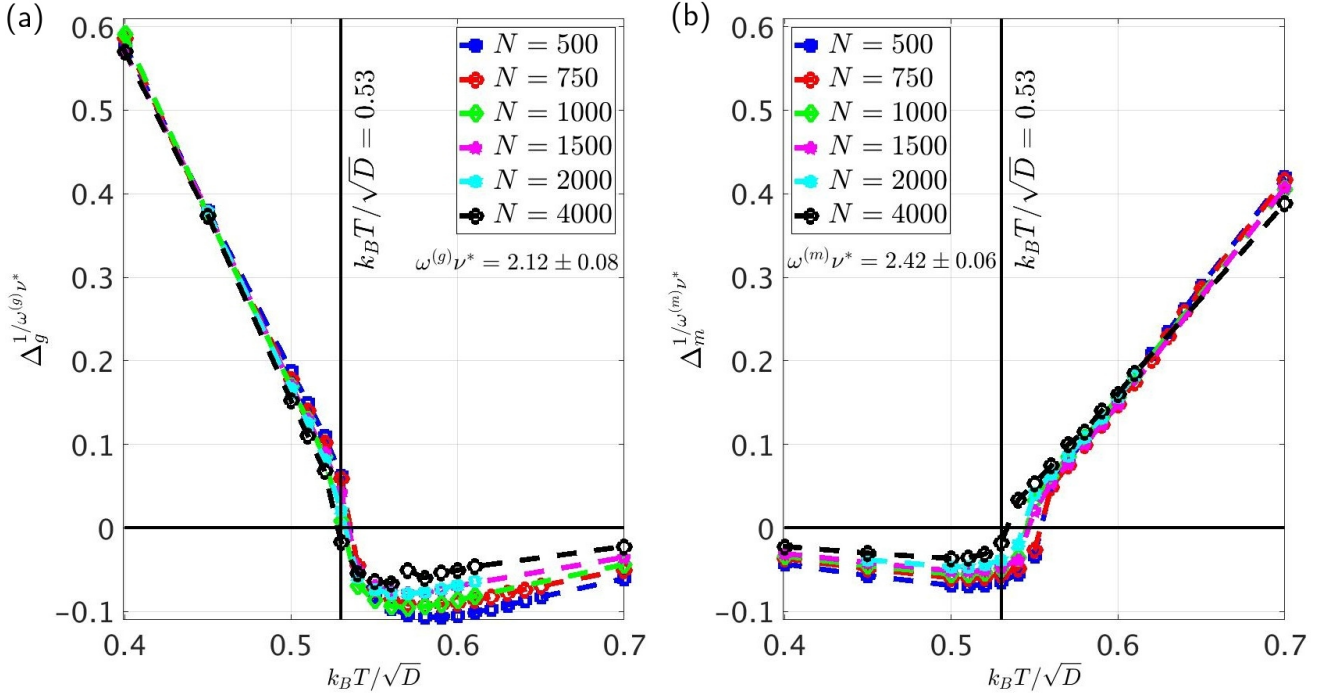 (a)
0.6
0.5
0.4
0.3
0.2
0.1
0
−0.1
Δ_g^{1/ω^{(g)}ν*}
N = 500
N = 750
N = 1000
N = 1500
N = 2000
N = 4000
ω^{(g)}ν* = 2.12 ± 0.08
k_BT/√D = 0.53
0.4 0.5 0.6 0.7
k_BT/√D
(b)
0.6
0.5
0.4
0.3
0.2
0.1
0
−0.1
Δ_m^{1/ω^{(m)}ν*}
N = 500
N = 750
N = 1000
N = 1500
N = 2000
N = 4000
ω^{(m)}ν* = 2.42 ± 0.06
k_BT/√D = 0.53
0.4 0.5 0.6 0.7
k_BT/√D